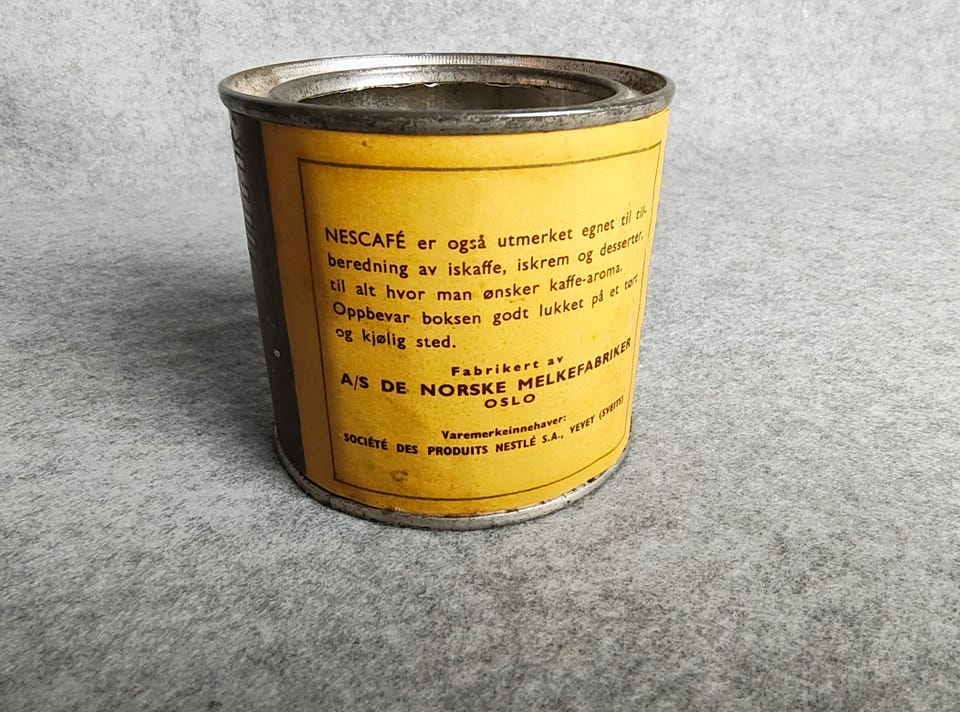 NESCAFÉ er også utmerket egnet til til-
beredning av iskaffe, iskrem og desserter,
til alt hvor man ønsker kaffe-aroma.
Oppbevar boksen godt lukket på et tørt
og kjølig sted.
Fabrikert av
A/S DE NORSKE MELKEFABRIKER
OSLO
Varemerkeinnehaver:
SOCIÉTÉ DES PRODUITS NESTLÉ S.A., VEVEY (SVEITS)